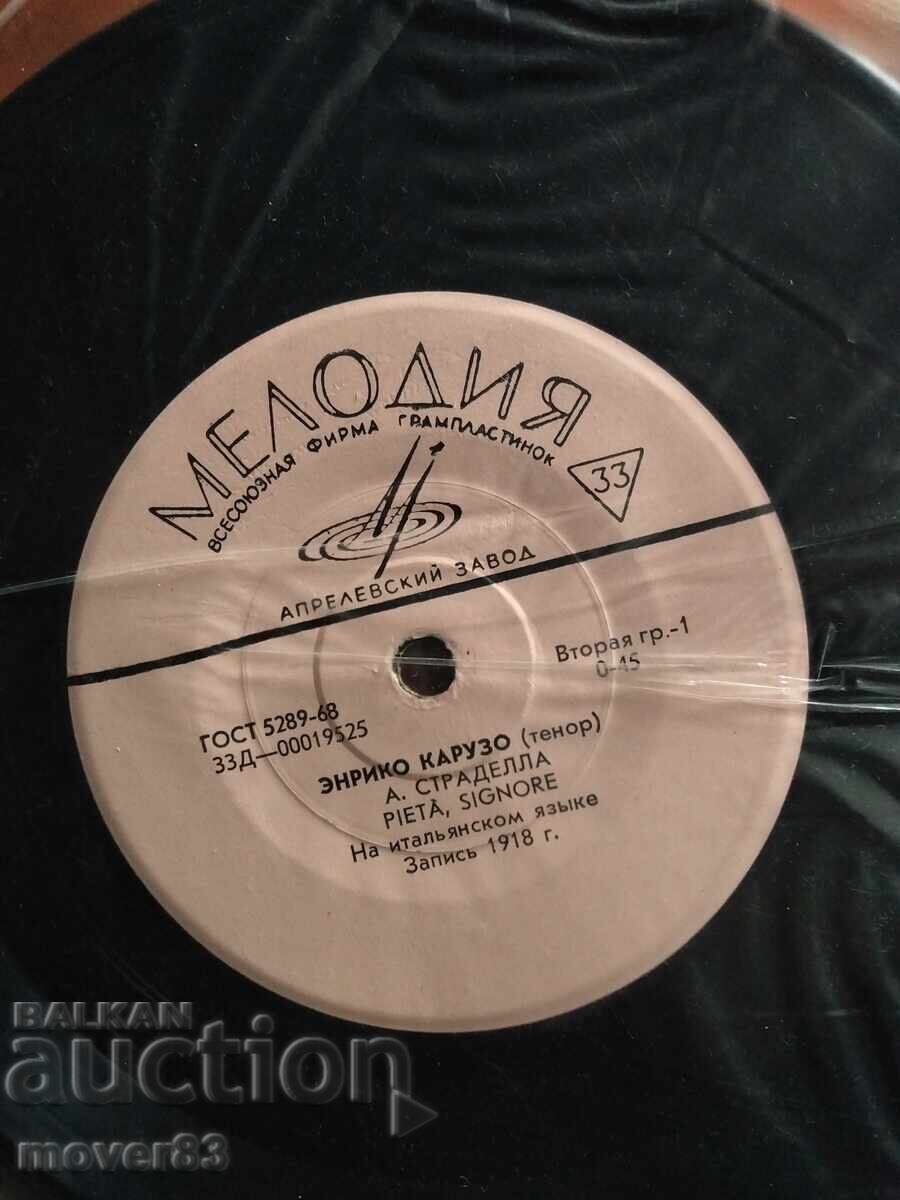 МЕЛОДИЯ
ВСЕСОЮЗНАЯ ФИРМА ГРАМПЛАСТИНОК
33
АПРЕЛЕВСКИЙ ЗАВОД
Вторая гр.-1
0-45
ГОСТ 5289-68
33Д—00019525
ЭНРИКО КАРУЗО (тенор)
А. СТРАДЕЛЛА
PIETÀ, SIGNORE
На итальянском языке
Запись 1918 г.
BALKAN
auction
mover83